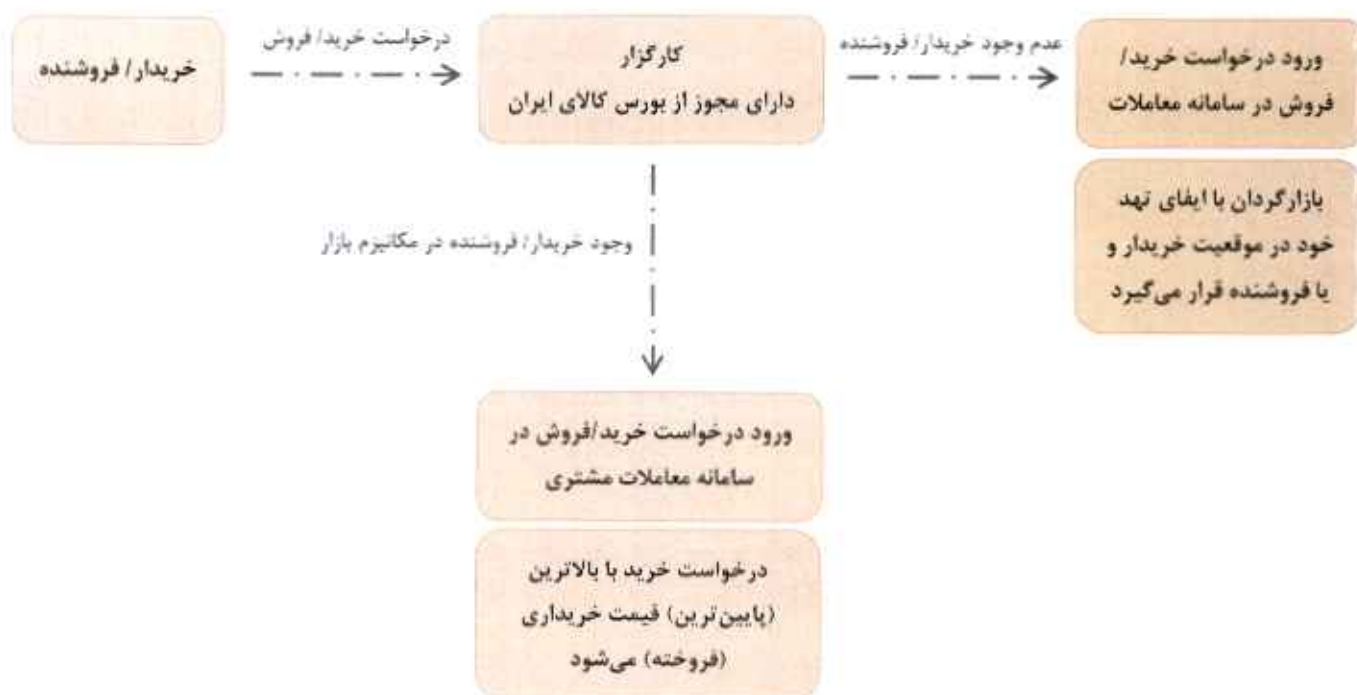 خریدار/ فروشنده
درخواست خرید/ فروش
کارگزار
دارای مجوز از بورس کالای ایران
عدم وجود خریدار/ فروشنده
ورود درخواست خرید/
فروش در سامانه معاملات
بازارگردان با ایفای تهد
خود در موقعیت خریدار و
یا فروشنده قرار می‌گیرد
وجود خریدار/ فروشنده در مکانیزم بازار
ورود درخواست خرید/فروش در
سامانه معاملات مشتری
درخواست خرید با بالاترین
(پایین‌ترین) قیمت خریداری
(فروخته) می‌شود